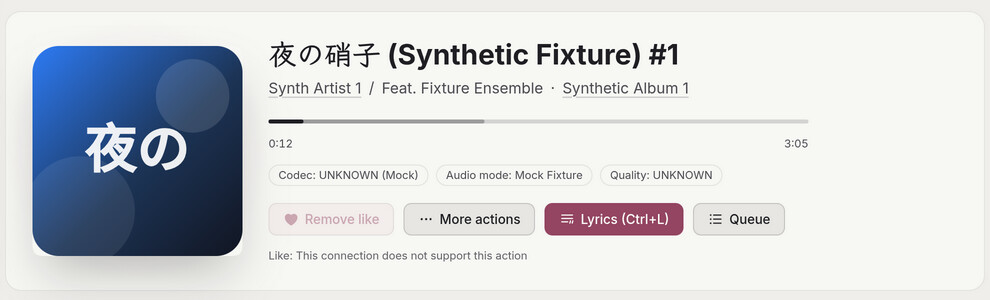 夜の
夜の硝子 (Synthetic Fixture) #1
Synth Artist 1 / Feat. Fixture Ensemble · Synthetic Album 1
0:12 3:05
Codec: UNKNOWN (Mock) Audio mode: Mock Fixture Quality: UNKNOWN
Remove like More actions Lyrics (Ctrl+L) Queue
Like: This connection does not support this action